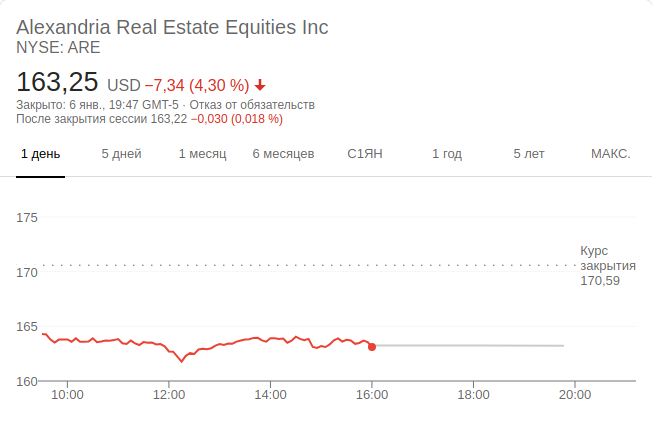 Alexandria Real Estate Equities Inc
NYSE: ARE
163,25 USD −7,34 (4,30 %)
Закрыто: 6 янв., 19:47 GMT-5 · Отказ от обязательств
После закрытия сессии 163,22 −0,030 (0,018 %)
1 день 5 дней 1 месяц 6 месяцев С1ЯН 1 год 5 лет МАКС.
175
Курс
закрытия
170,59
170
165
160
10:00 12:00 14:00 16:00 18:00 20:00